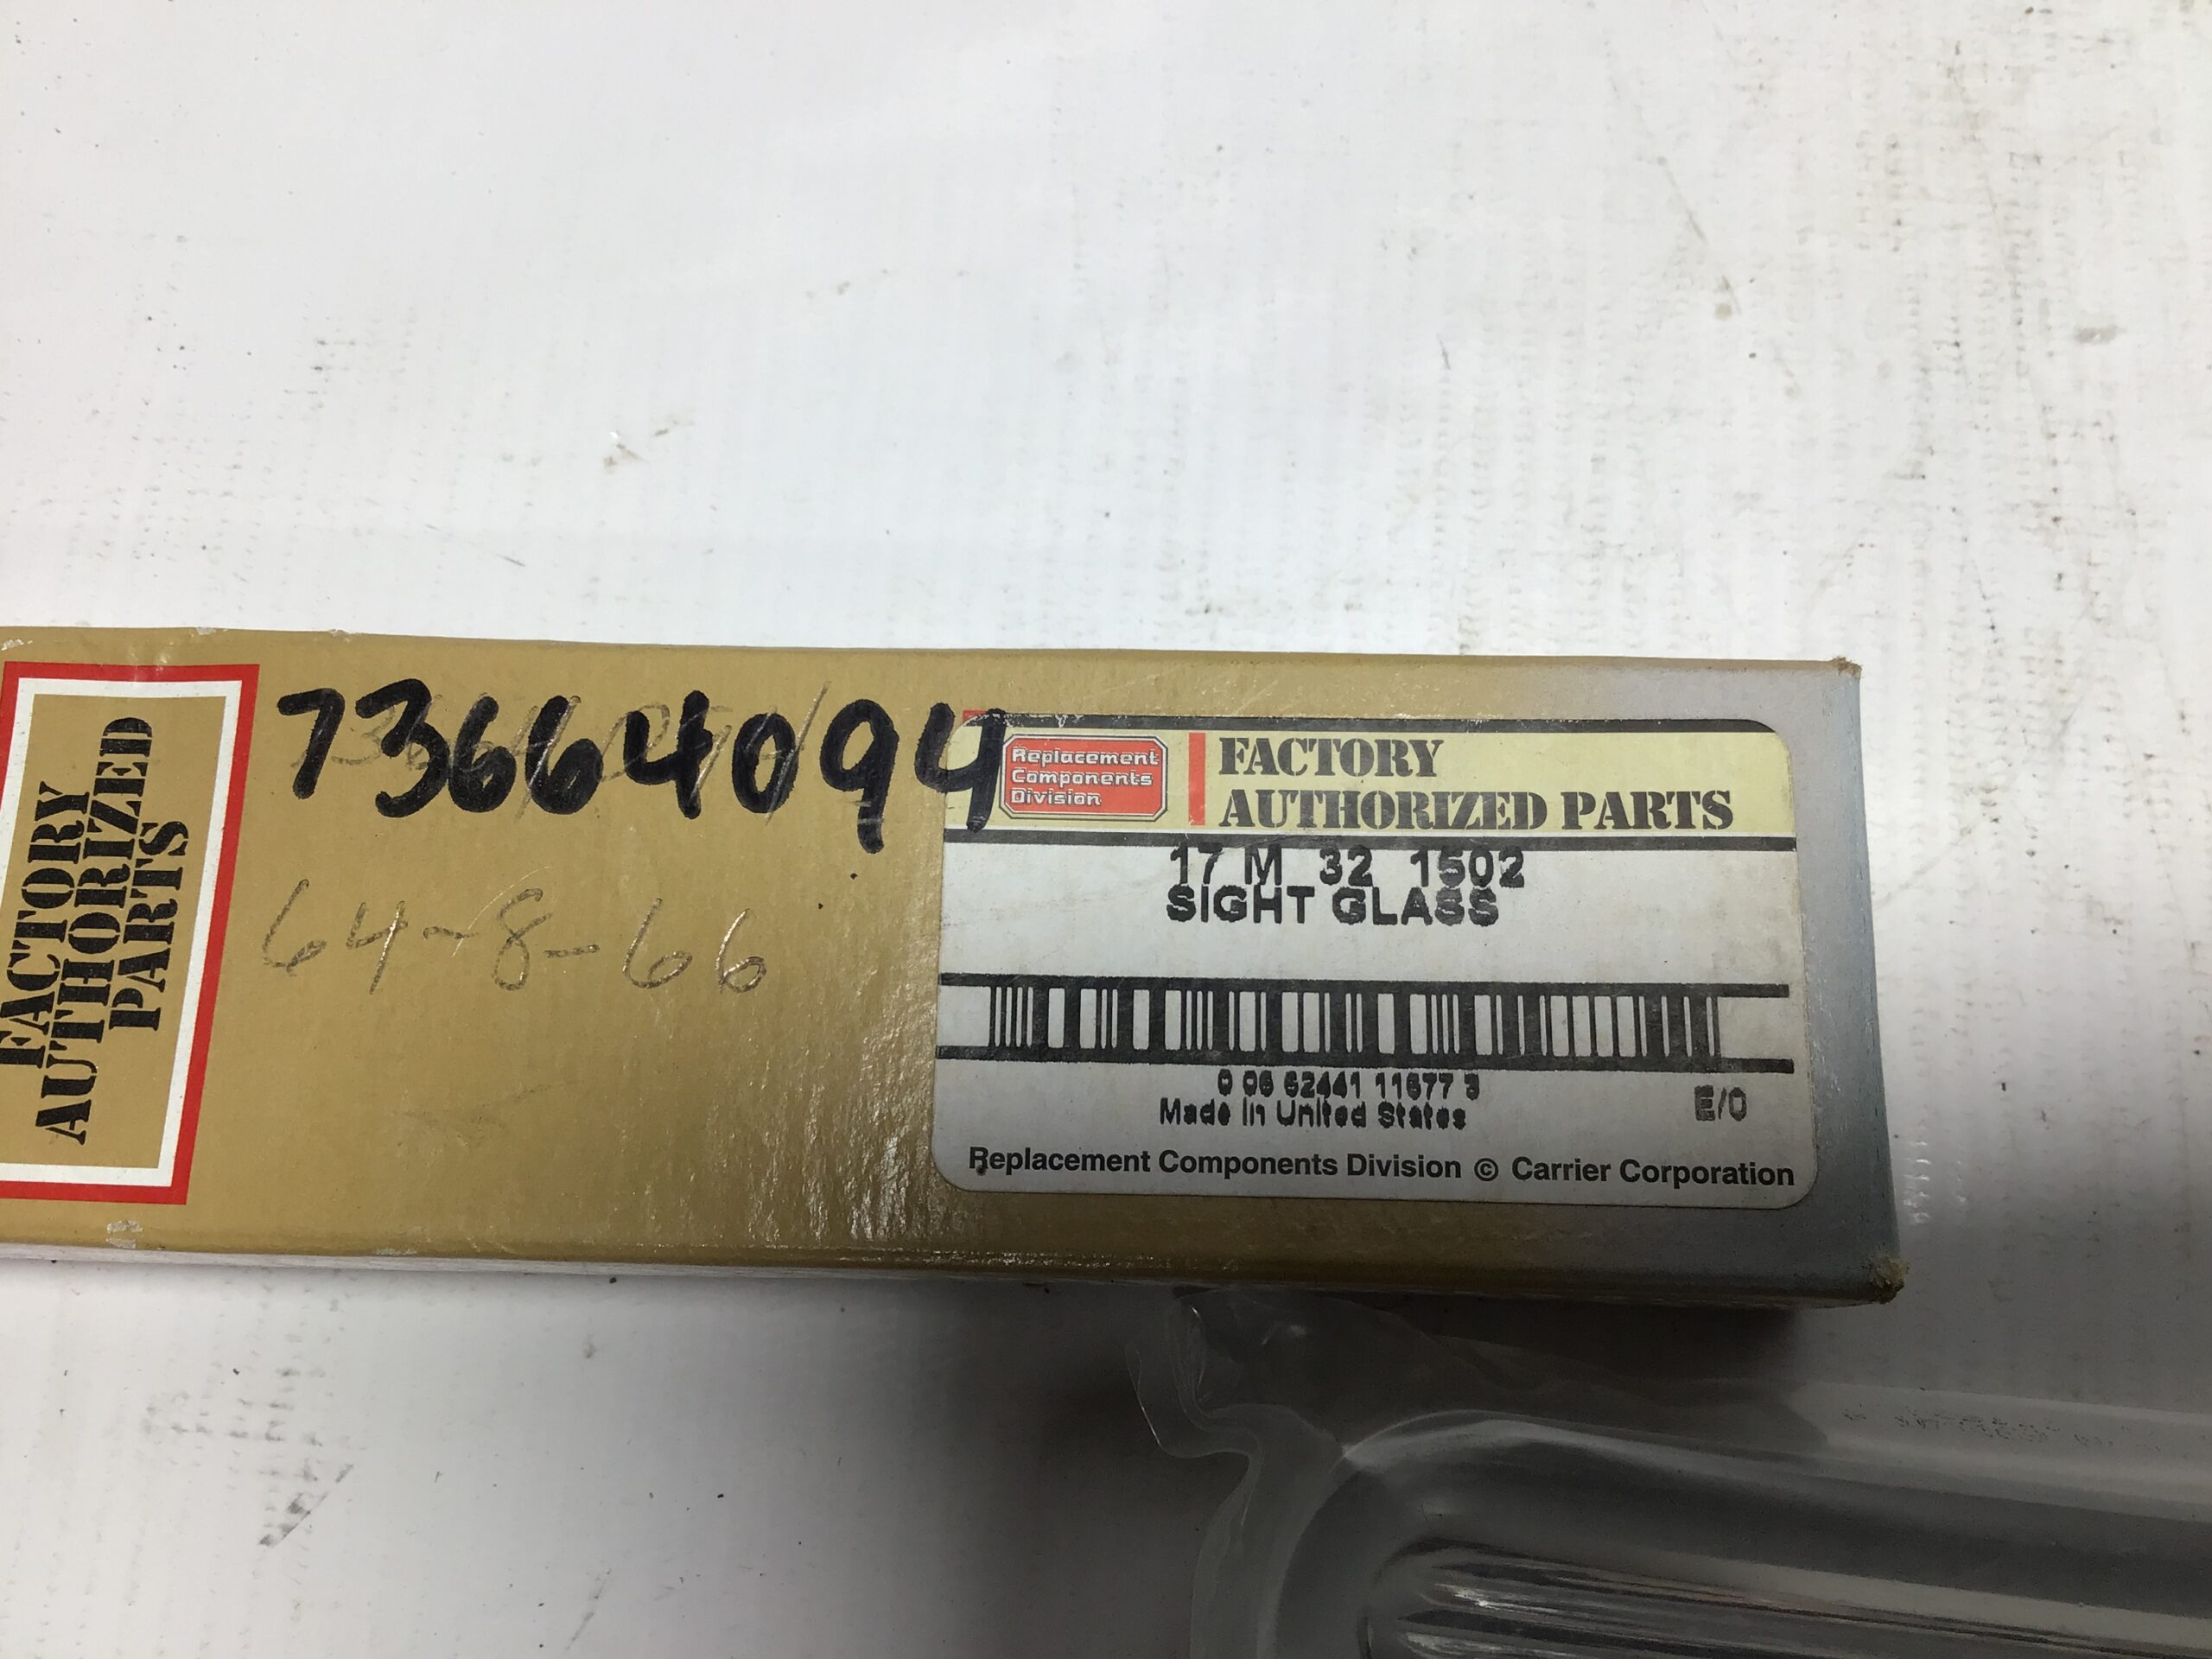 FACTORY
AUTHORIZED
PARTS
73664094
64-8-66
Replacement
Components
Division
FACTORY
AUTHORIZED PARTS
17 M 32 1502
SIGHT GLASS
0 06 62441 11677 3
Made in United States
E/0
Replacement Components Division © Carrier Corporation